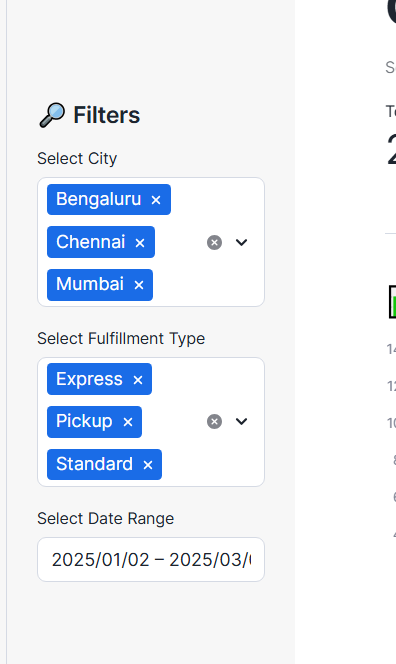 Filters
Select City
Bengaluru ×
Chennai ×
Mumbai ×
Select Fulfillment Type
Express ×
Pickup ×
Standard ×
Select Date Range
2025/01/02 – 2025/03/